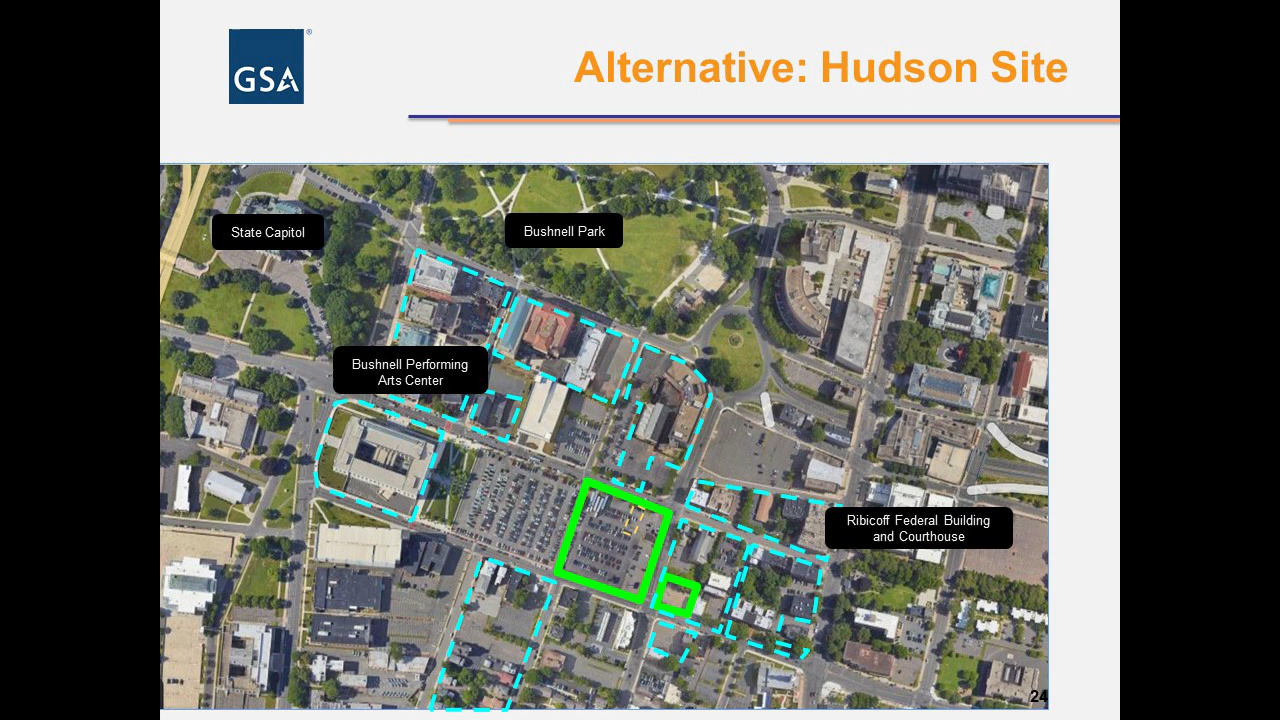 GSA
®
Alternative: Hudson Site
State Capitol
Bushnell Park
Bushnell Performing
Arts Center
Ribicoff Federal Building
and Courthouse
24